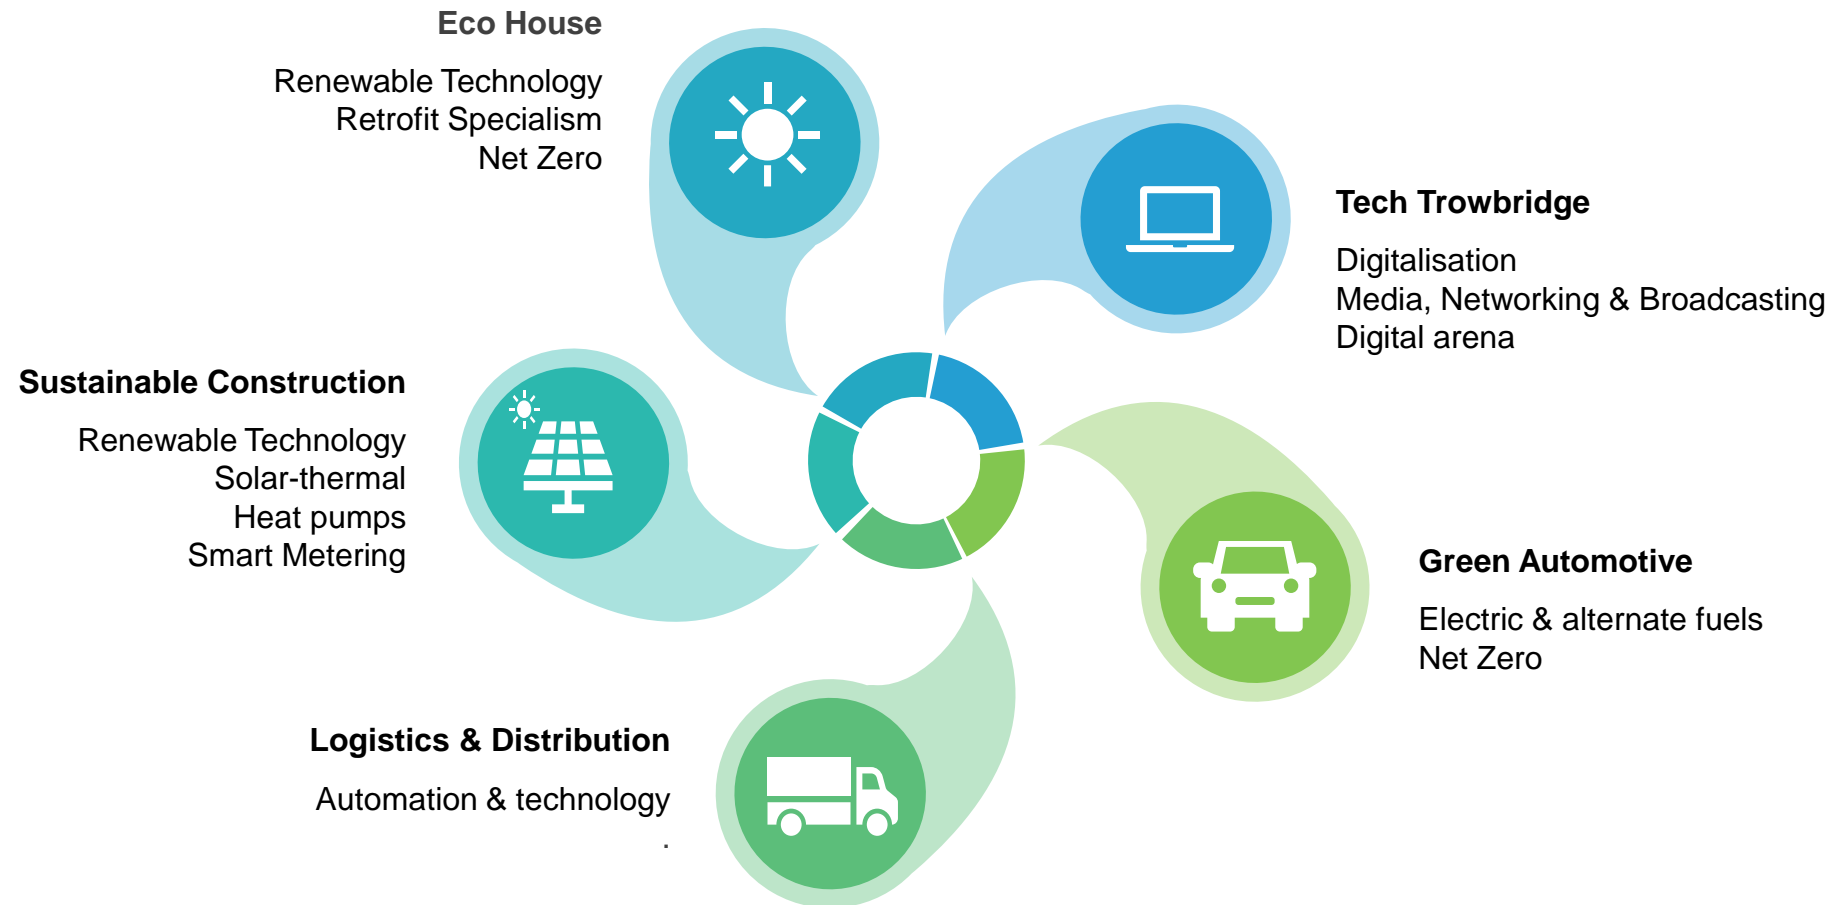 Eco House
Renewable Technology
Retrofit Specialism
Net Zero
Tech Trowbridge
Digitalisation
Media, Networking & Broadcasting
Digital arena
Sustainable Construction
Renewable Technology
Solar-thermal
Heat pumps
Smart Metering
Green Automotive
Electric & alternate fuels
Net Zero
Logistics & Distribution
Automation & technology
.